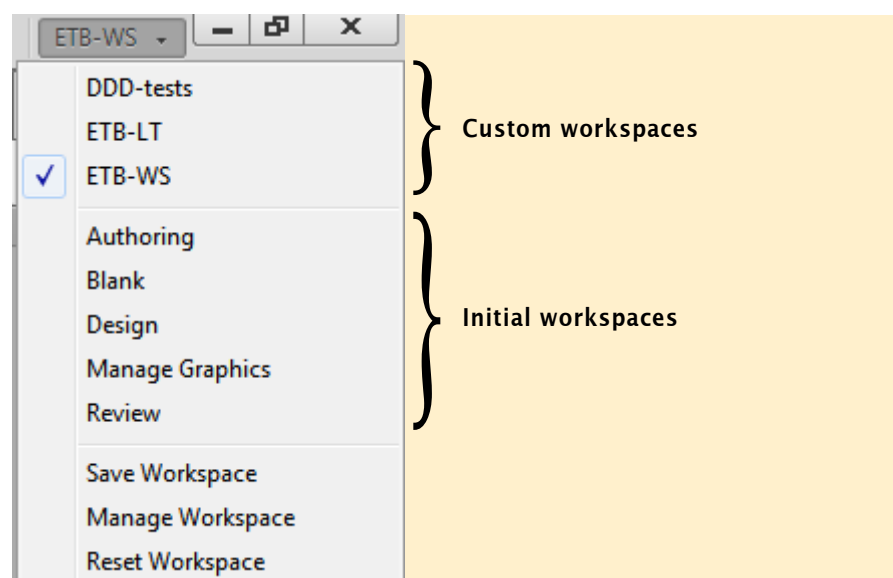 ETB-WS
DDD-tests
ETB-LT
ETB-WS
Custom workspaces
Authoring
Blank
Design
Manage Graphics
Review
Initial workspaces
Save Workspace
Manage Workspace
Reset Workspace